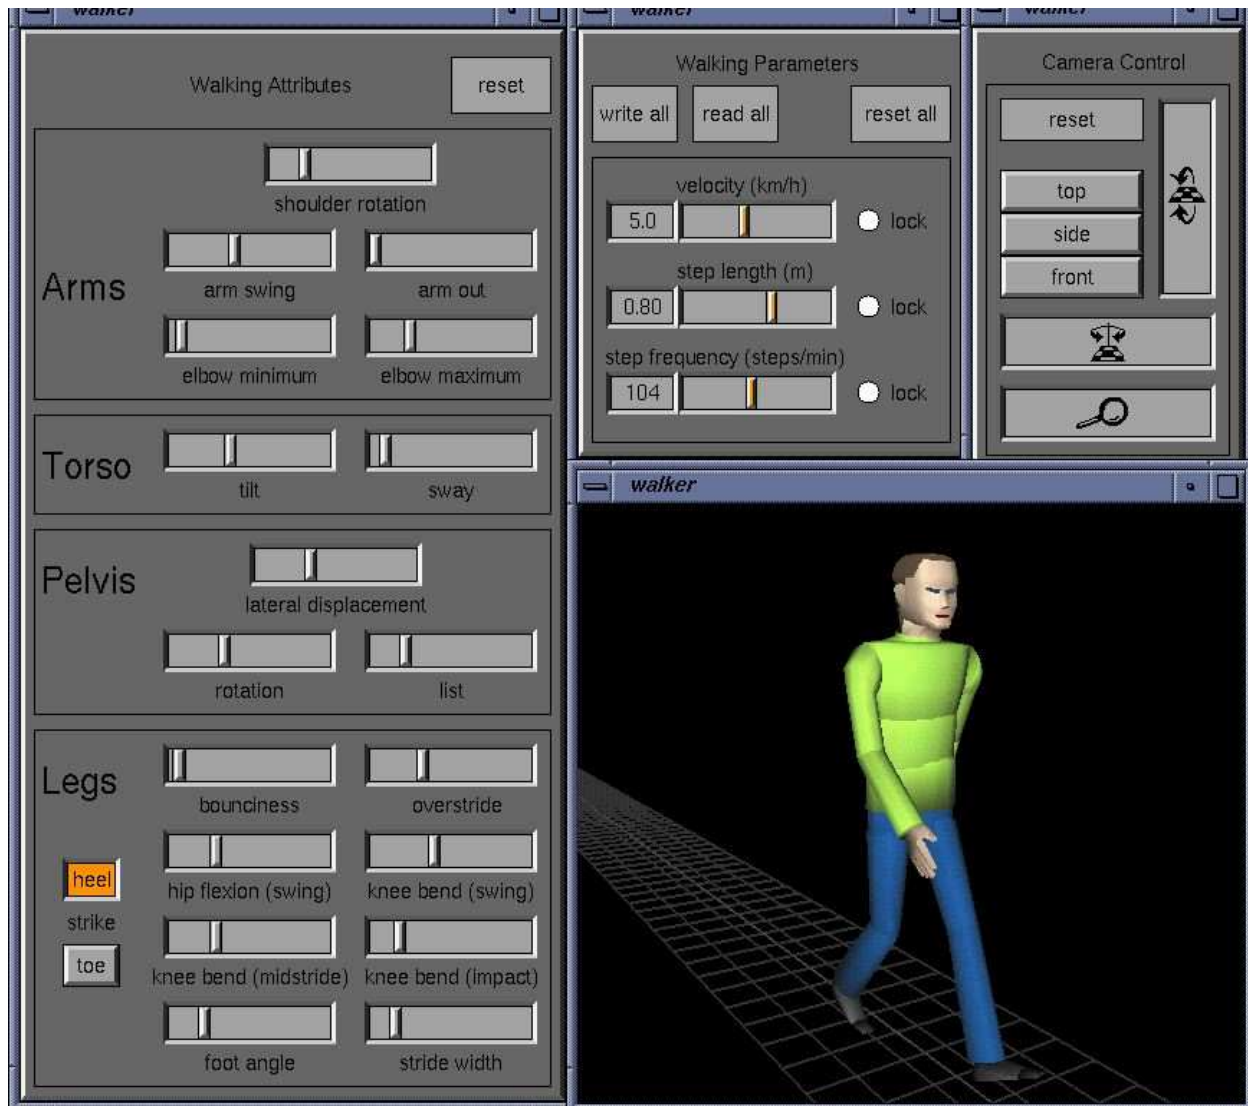 walker
Walking Attributes
reset
shoulder rotation
Arms
arm swing
arm out
elbow minimum
elbow maximum
Torso
tilt
sway
Pelvis
lateral displacement
rotation
list
Legs
bounciness
overstride
heel
hip flexion (swing)
knee bend (swing)
strike
toe
knee bend (midstride)
knee bend (impact)
foot angle
stride width
walker
Walking Parameters
write all
read all
reset all
velocity (km/h)
5.0
lock
step length (m)
0.80
lock
step frequency (steps/min)
104
lock
walker
Camera Control
reset
top
side
front
walker